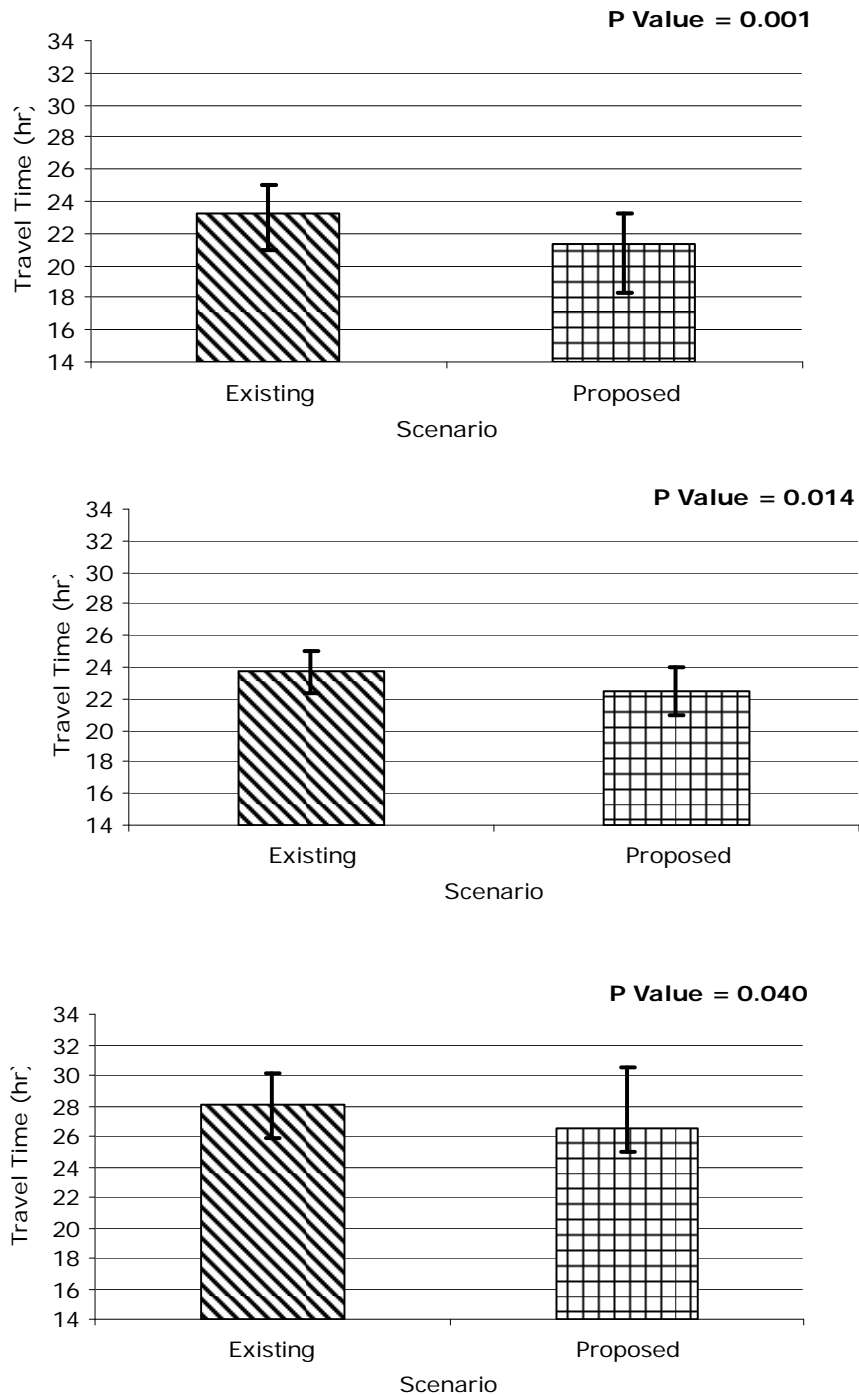 P Value = 0.001
34
32
30
28
26
24
22
20
18
16
14
Travel Time (hr)
Existing
Proposed
Scenario
P Value = 0.014
34
32
30
28
26
24
22
20
18
16
14
Travel Time (hr)
Existing
Proposed
Scenario
P Value = 0.040
34
32
30
28
26
24
22
20
18
16
14
Travel Time (hr)
Existing
Proposed
Scenario